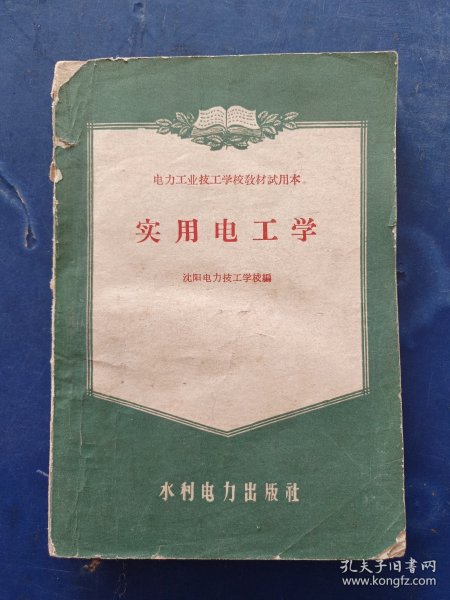 电力工业技工学校教材試用本
实用电工学
沈阳电力技工学校編
水利电力出版社
孔夫子旧书网
www.kongfz.com